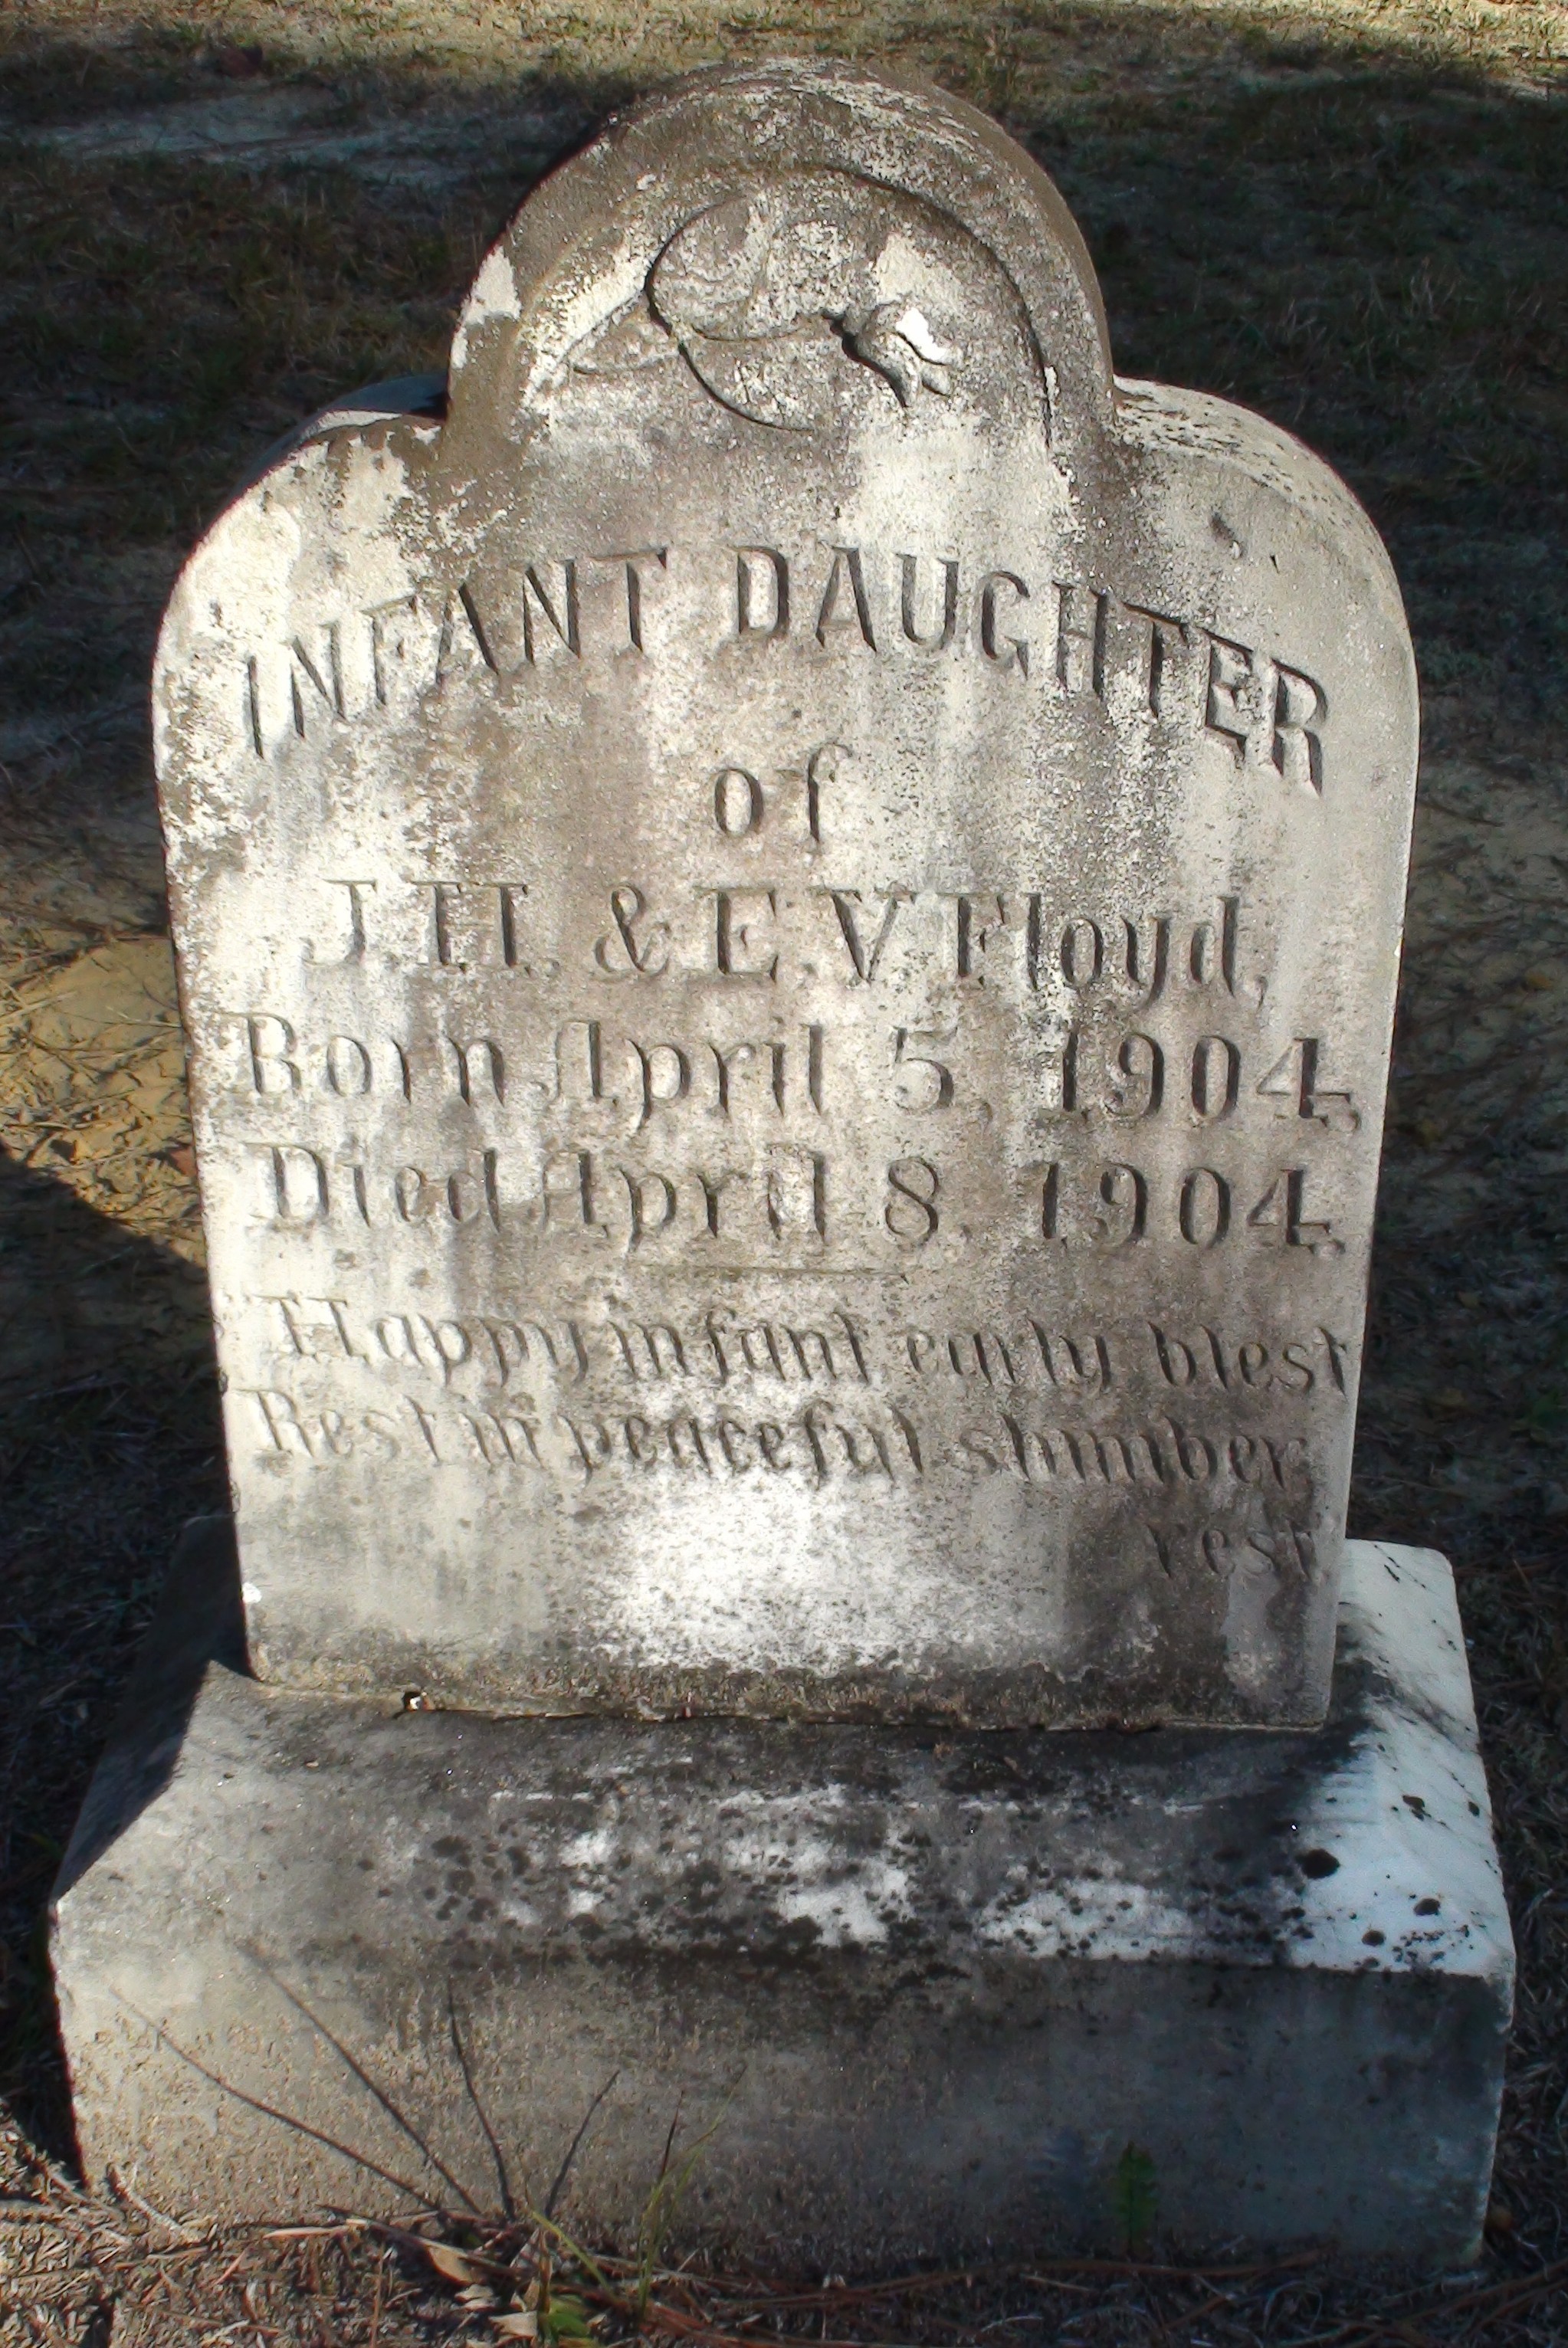 INFANT DAUGHTER
of
J.H. & E.V. Floyd,
Born April 5, 1904,
Died April 8, 1904.
Happy infant early blest
Rest in peaceful slumber
rest.